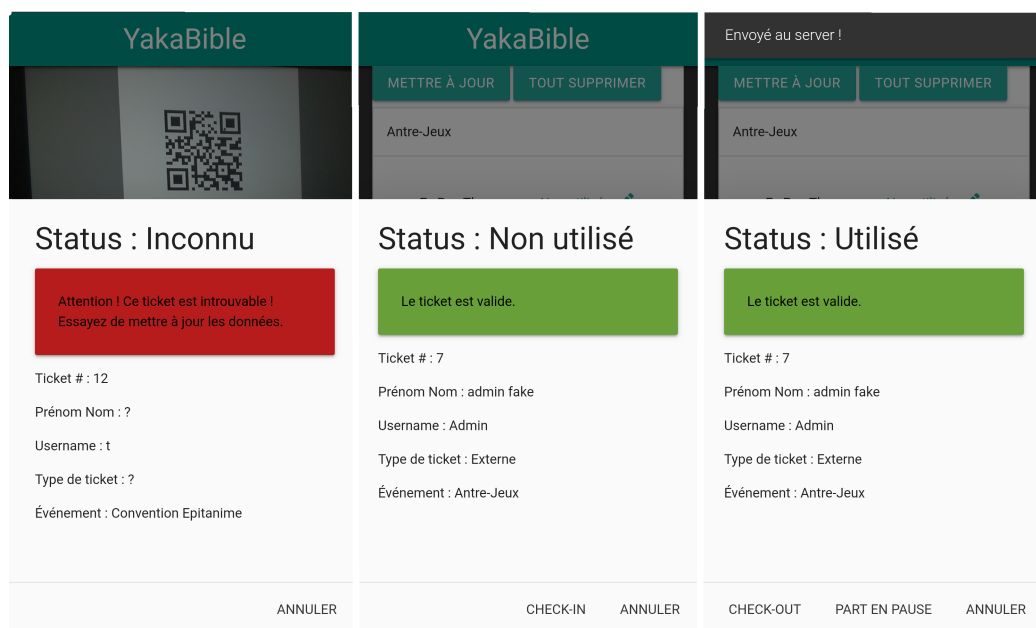 YakaBible
Status : Inconnu
Attention ! Ce ticket est introuvable !
Essayez de mettre à jour les données.
Ticket # : 12
Prénom Nom : ?
Username : t
Type de ticket : ?
Événement : Convention Epitanime
ANNULER
YakaBible
METTRE À JOUR TOUT SUPPRIMER
Antre-Jeux
Status : Non utilisé
Le ticket est valide.
Ticket # : 7
Prénom Nom : admin fake
Username : Admin
Type de ticket : Externe
Événement : Antre-Jeux
CHECK-IN ANNULER
Envoyé au server !
METTRE À JOUR TOUT SUPPRIMER
Antre-Jeux
Status : Utilisé
Le ticket est valide.
Ticket # : 7
Prénom Nom : admin fake
Username : Admin
Type de ticket : Externe
Événement : Antre-Jeux
CHECK-OUT PART EN PAUSE ANNULER